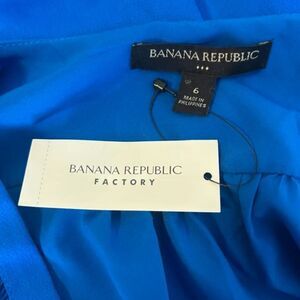 BANANA REPUBLIC
6
MADE IN
PHILIPPINES
BANANA REPUBLIC
FACTORY